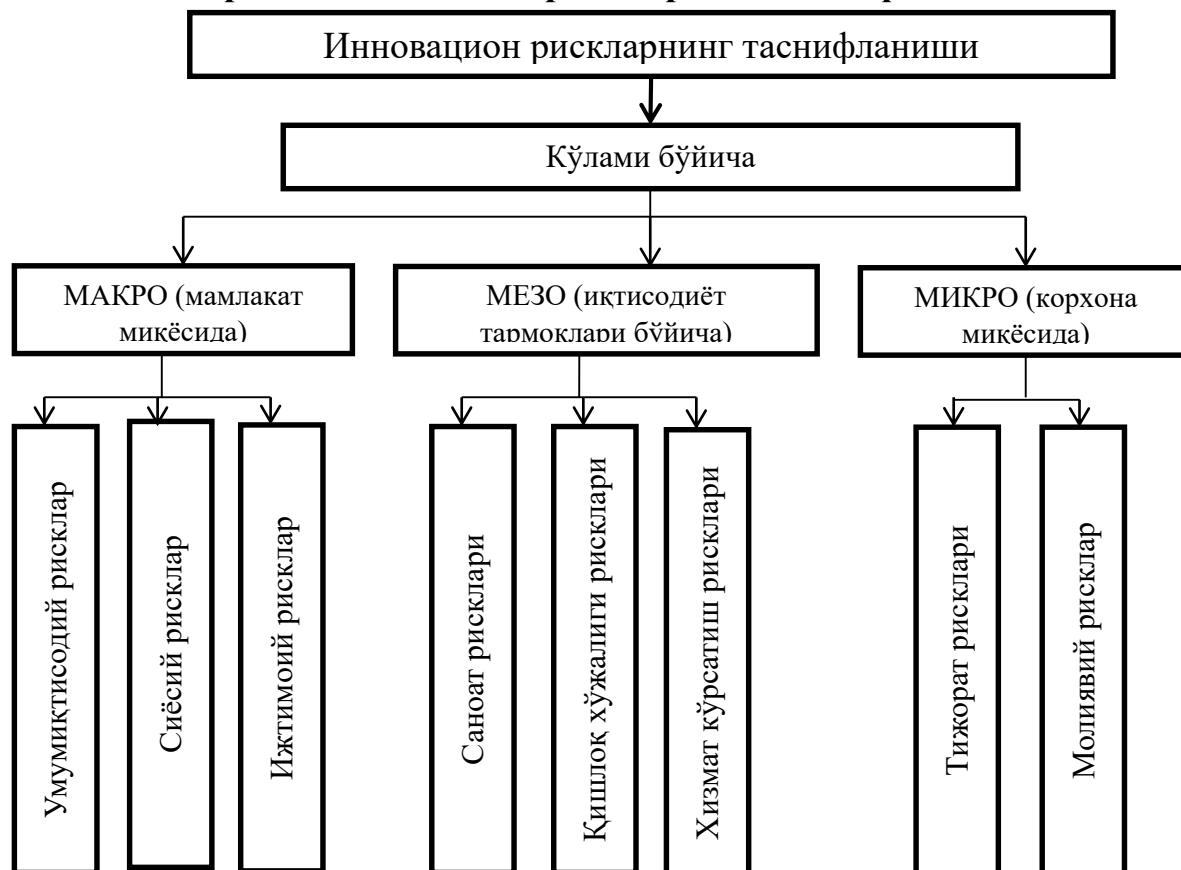 Инновацион рискларнинг таснифланиши
Кўлами бўйича
МАКРО (мамлакат
миқёсида)
МЕЗО (иқтисодиёт
тармоқлари бўйича)
МИКРО (корхона
миқёсида)
Умумиқтисодий рисклар
Сиёсий рисклар
Ижтимоий рисклар
Саноат рисклари
Қишлоқ хўжалиги рисклари
Хизмат кўрсатиш рисклари
Тижорат рисклари
Молиявий рисклар